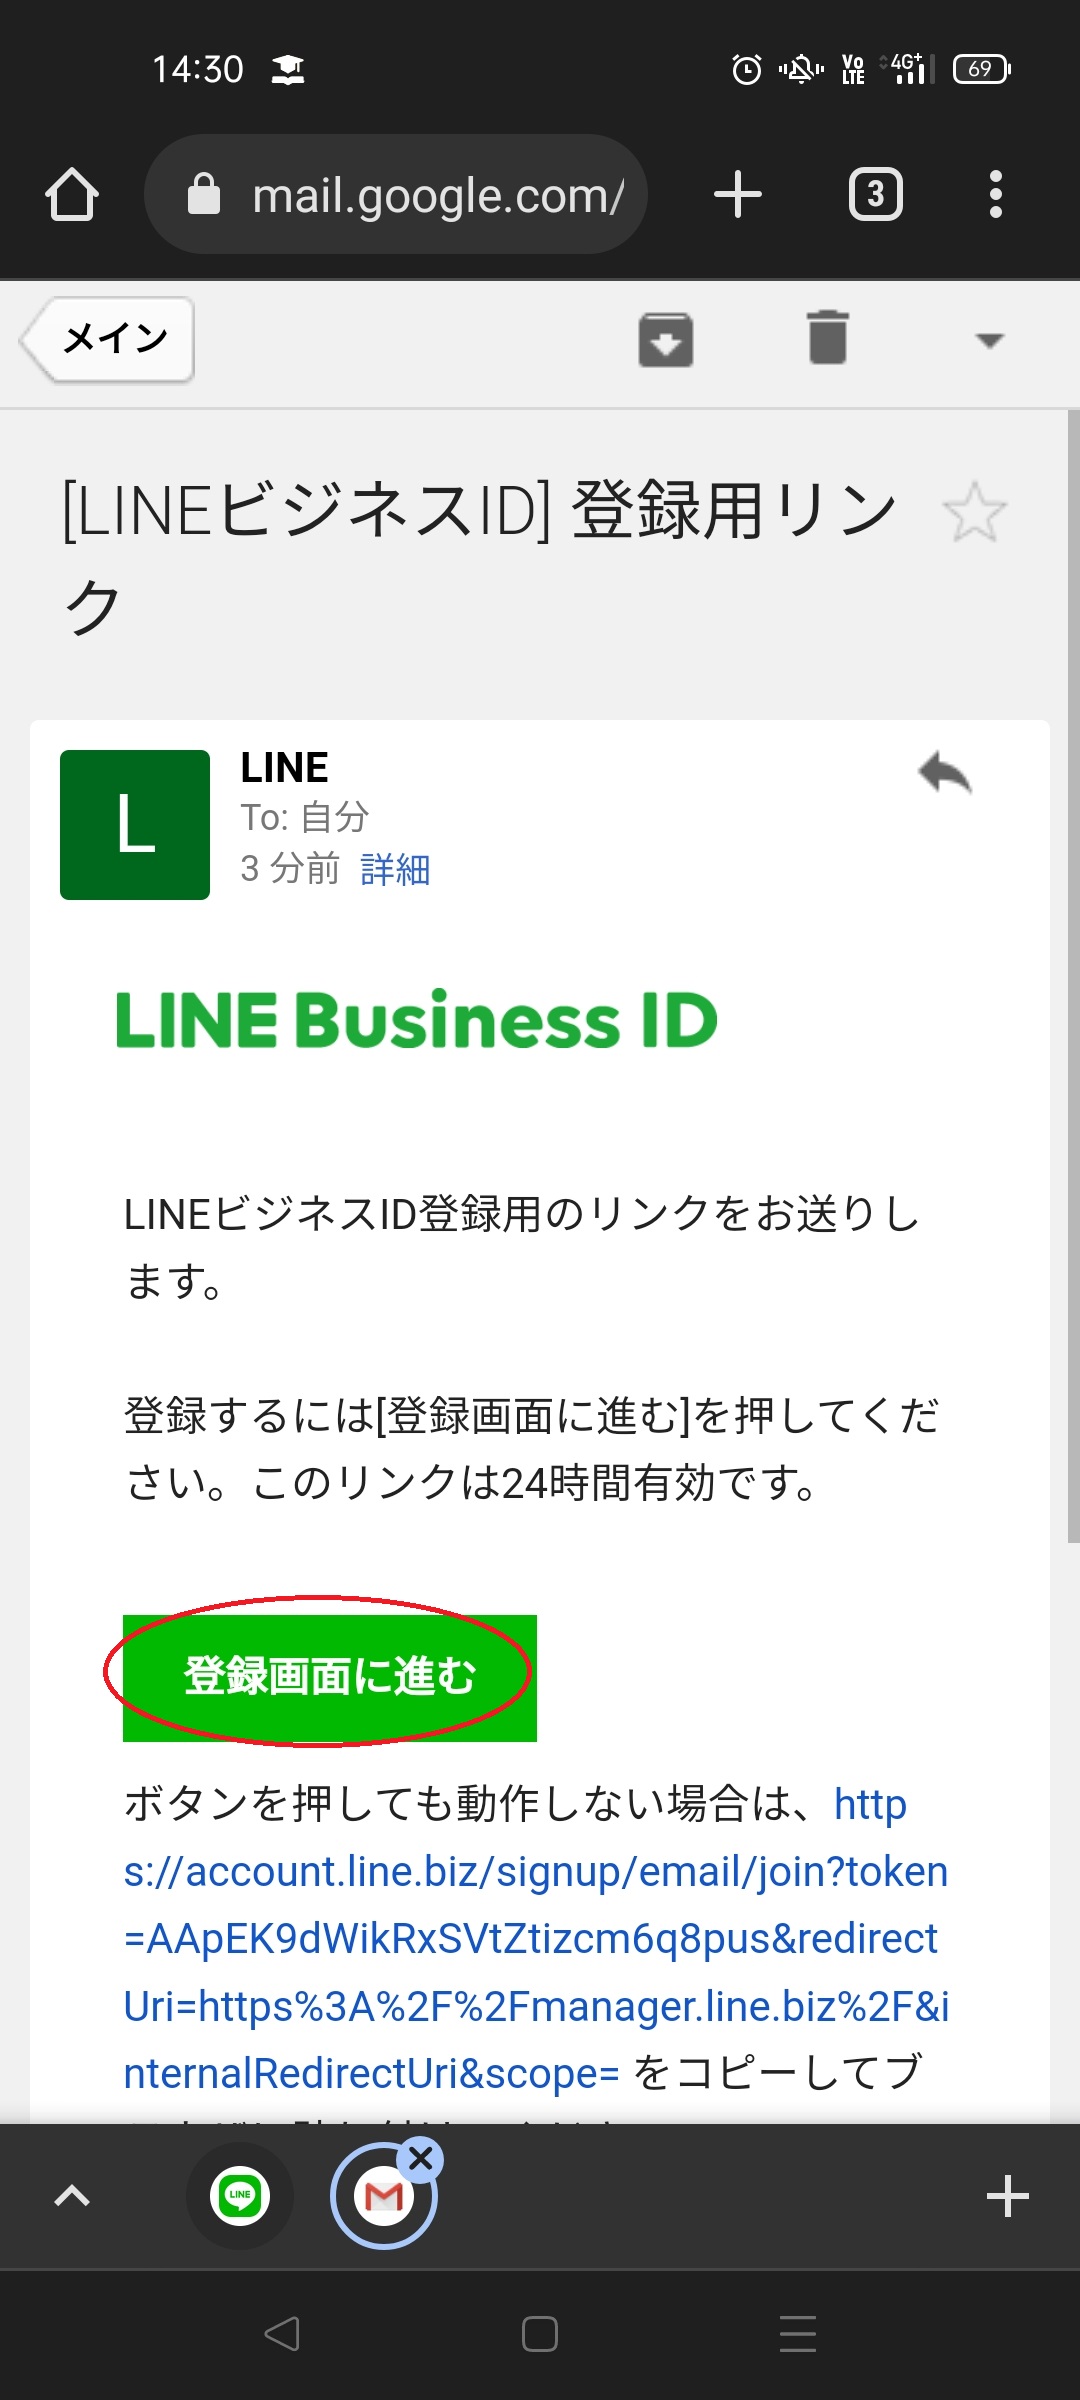 14:30
Vo LTE 4G+ 69
mail.google.com/
3
メイン
[LINEビジネスID] 登録用リン
ク
L
LINE
To: 自分
3 分前 詳細
LINE Business ID
LINEビジネスID登録用のリンクをお送りし
ます。
登録するには[登録画面に進む]を押してくだ
さい。このリンクは24時間有効です。
登録画面に進む
ボタンを押しても動作しない場合は、http
s://account.line.biz/signup/email/join?token
=AApEK9dWikRxSVtZtizcm6q8pus&redirect
Uri=https%3A%2F%2Fmanager.line.biz%2F&i
nternalRedirectUri&scope= をコピーしてブ
LINE